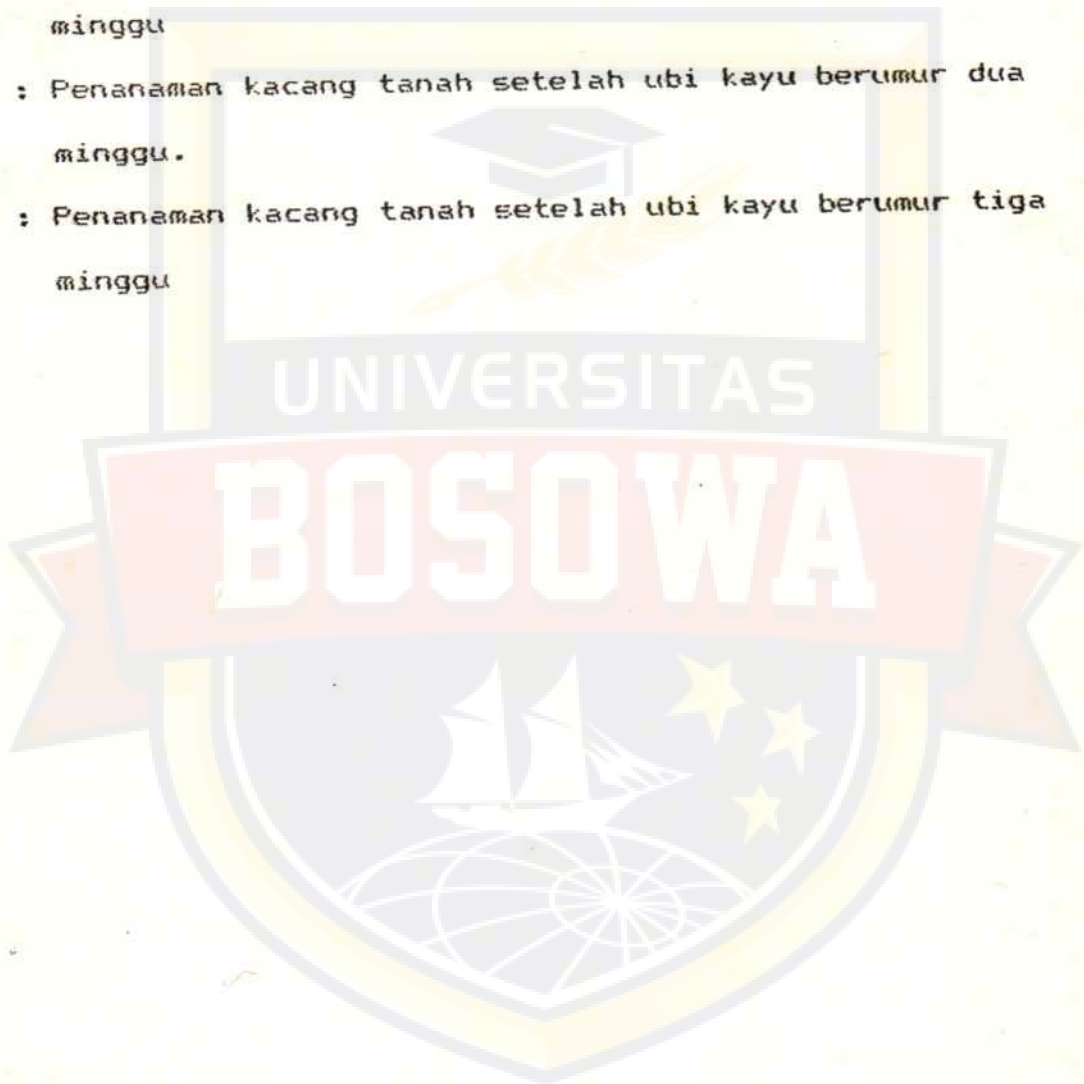 minggu
: Penanaman kacang tanah setelah ubi kayu berumur dua
minggu.
: Penanaman kacang tanah setelah ubi kayu berumur tiga
minggu
UNIVERSITAS
BOSOWA